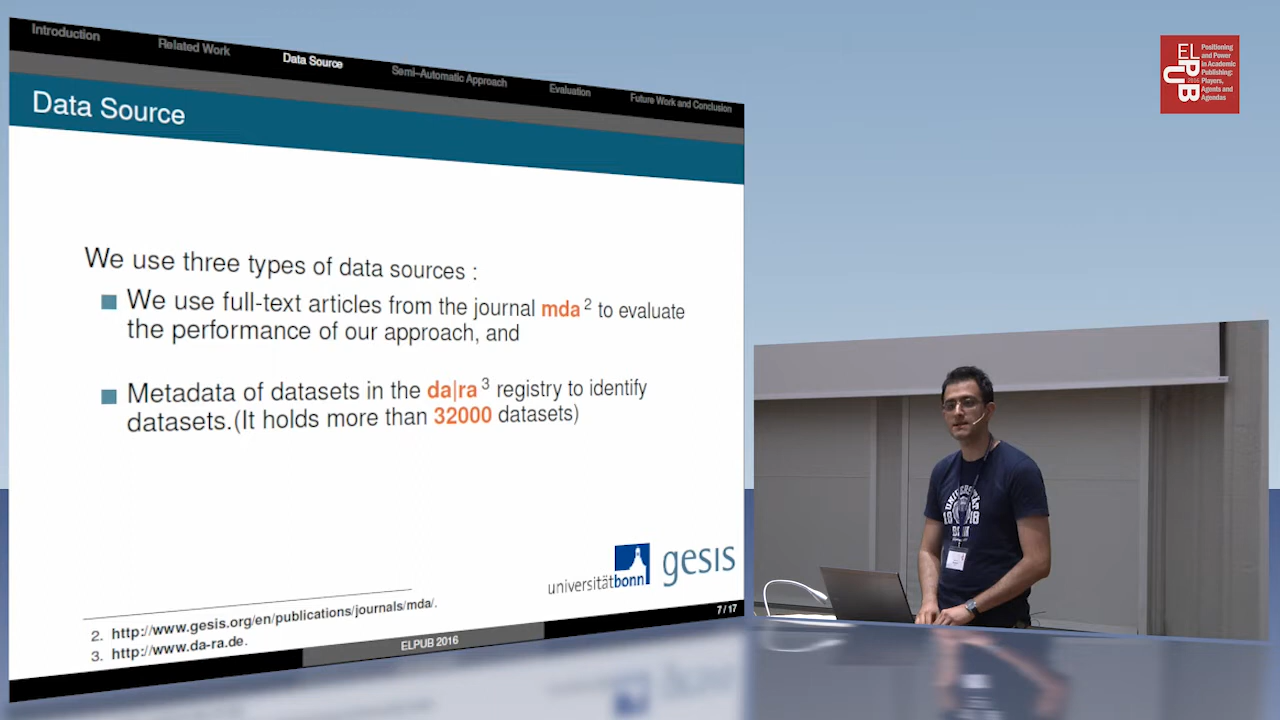 Introduction
Related Work
Data Source
Semi–Automatic Approach
Evaluation
Future Work and Conclusion
Data Source
We use three types of data sources :
We use full-text articles from the journal mda 2 to evaluate
the performance of our approach, and
Metadata of datasets in the da|ra 3 registry to identify
datasets.(It holds more than 32000 datasets)
universitätbonn
gesis
2. http://www.gesis.org/en/publications/journals/mda/.
3. http://www.da-ra.de.
7 / 17
ELPUB 2016
ELPUB
2016
Positioning
and Power
in Academic
Publishing:
Players,
Agents and
Agendas
UNIVERSITÄT
1818
BONN